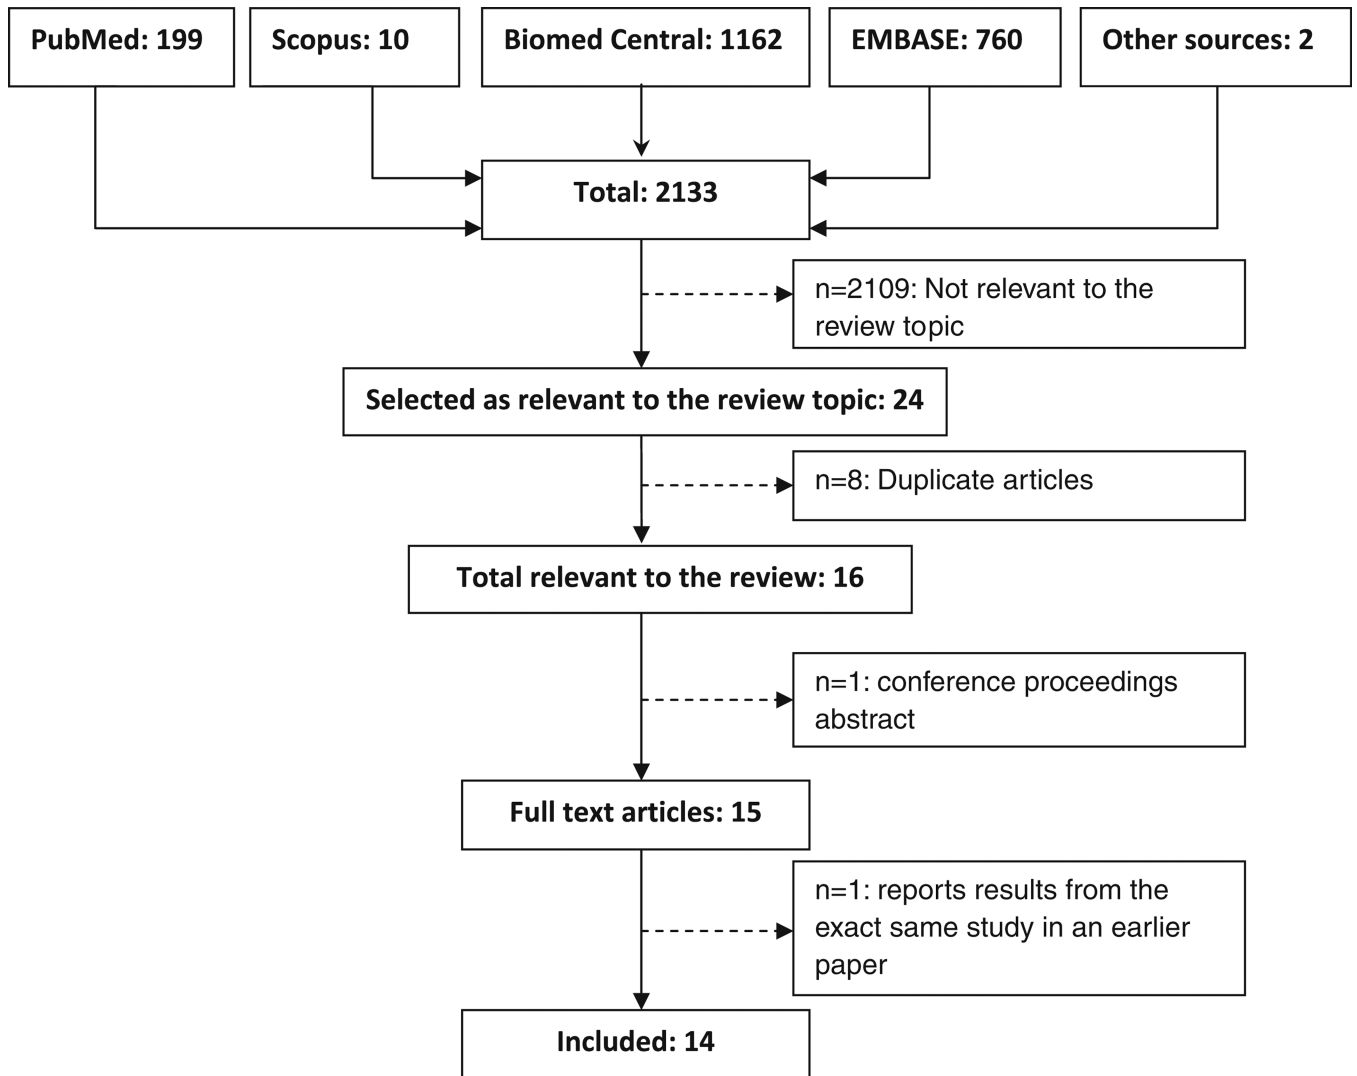 PubMed: 199
Scopus: 10
Biomed Central: 1162
EMBASE: 760
Other sources: 2
Total: 2133
n=2109: Not relevant to the
review topic
Selected as relevant to the review topic: 24
n=8: Duplicate articles
Total relevant to the review: 16
n=1: conference proceedings
abstract
Full text articles: 15
n=1: reports results from the
exact same study in an earlier
paper
Included: 14